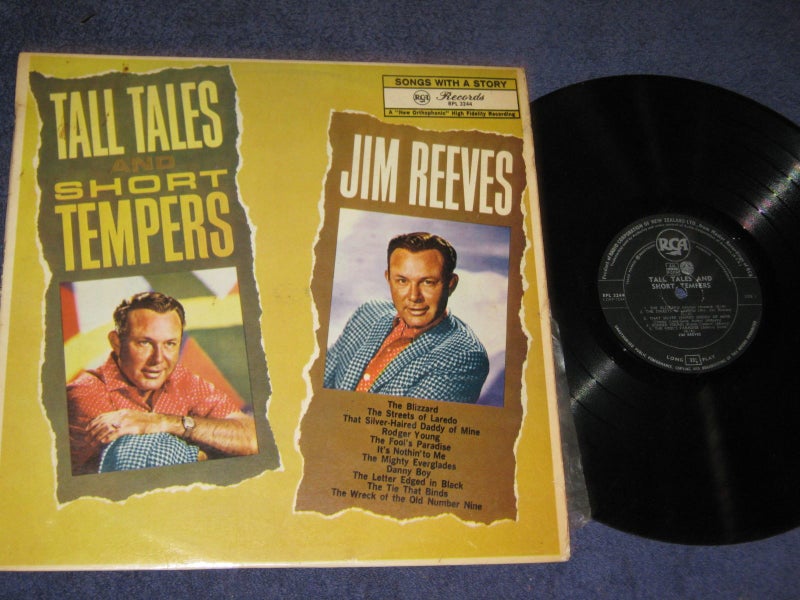 TALL TALES
AND
SHORT
TEMPERS
SONGS WITH A STORY
RCA Records
RPL 3244
A "New Orthophonic" High Fidelity Recording
JIM REEVES
The Blizzard
The Streets of Laredo
That Silver-Haired Daddy of Mine
Rodger Young
The Fool's Paradise
It's Nothin' to Me
The Mighty Everglades
Danny Boy
The Letter Edged in Black
The Tie That Binds
The Wreck of the Old Number Nine
RCA
TALL TALES AND
SHORT TEMPERS
RPL 3244
JIM REEVES
LONG PLAY